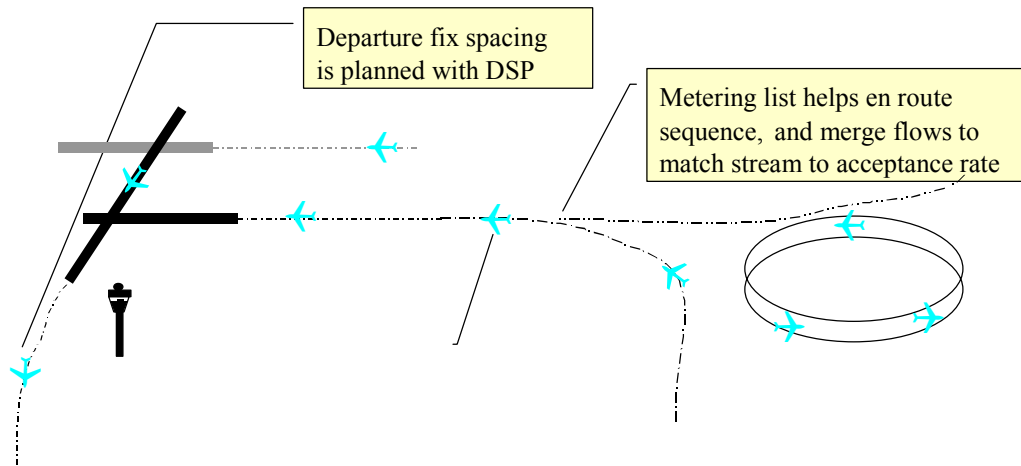 Departure fix spacing
is planned with DSP
Metering list helps en route
sequence, and merge flows to
match stream to acceptance rate